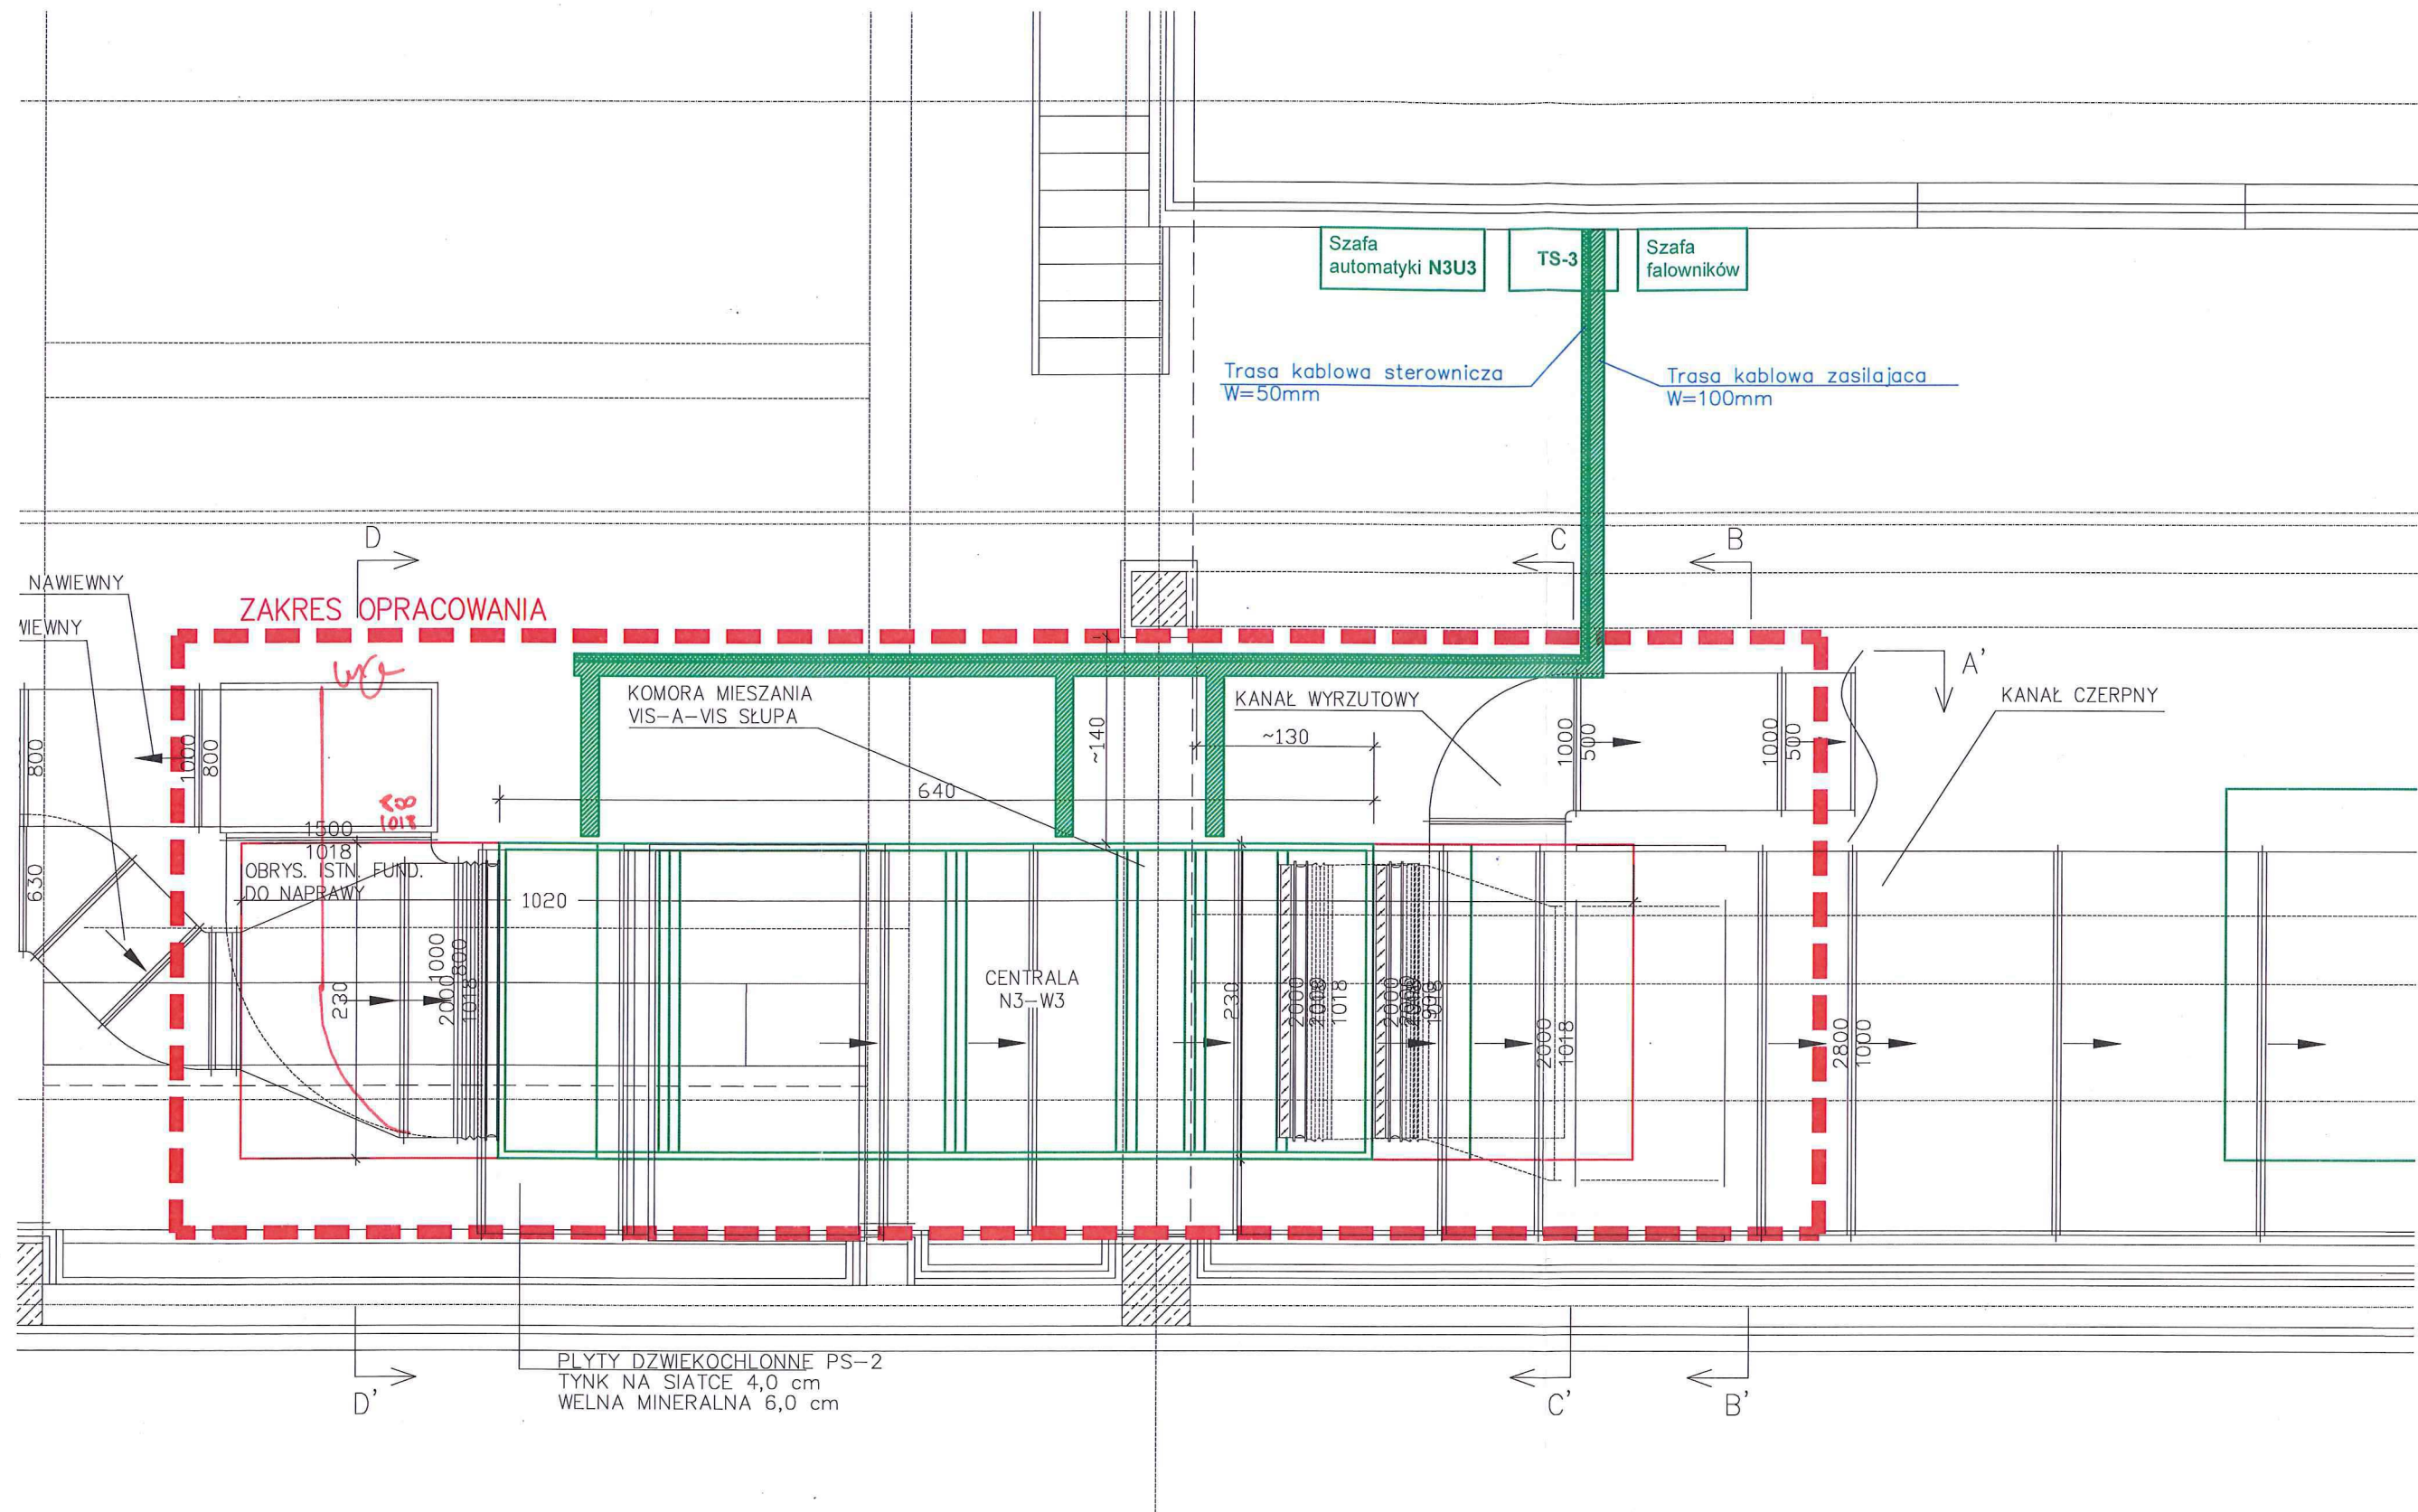 Szafa
automatyki N3U3
TS-3
Szafa
falowników
Trasa kablowa sterownicza
W=50mm
Trasa kablowa zasilajaca
W=100mm
D
C
B
NAWIEWNY
WIEWNY
ZAKRES OPRACOWANIA
A'
KOMORA MIESZANIA
VIS-A-VIS SŁUPA
KANAŁ WYRZUTOWY
KANAŁ CZERPNY
800
1000
800
~140
~130
1000
500
1000
500
640
800
1018
1500
1018
630
OBRYS. ISTN. FUND.
DO NAPRAWY
1020
230
1000
800
2000
1018
CENTRALA
N3-W3
230
2000
1018
2000
1018
2000
1018
2800
1000
PLYTY DZWIEKOCHLONNE PS-2
TYNK NA SIATCE 4,0 cm
WELNA MINERALNA 6,0 cm
D'
C'
B'